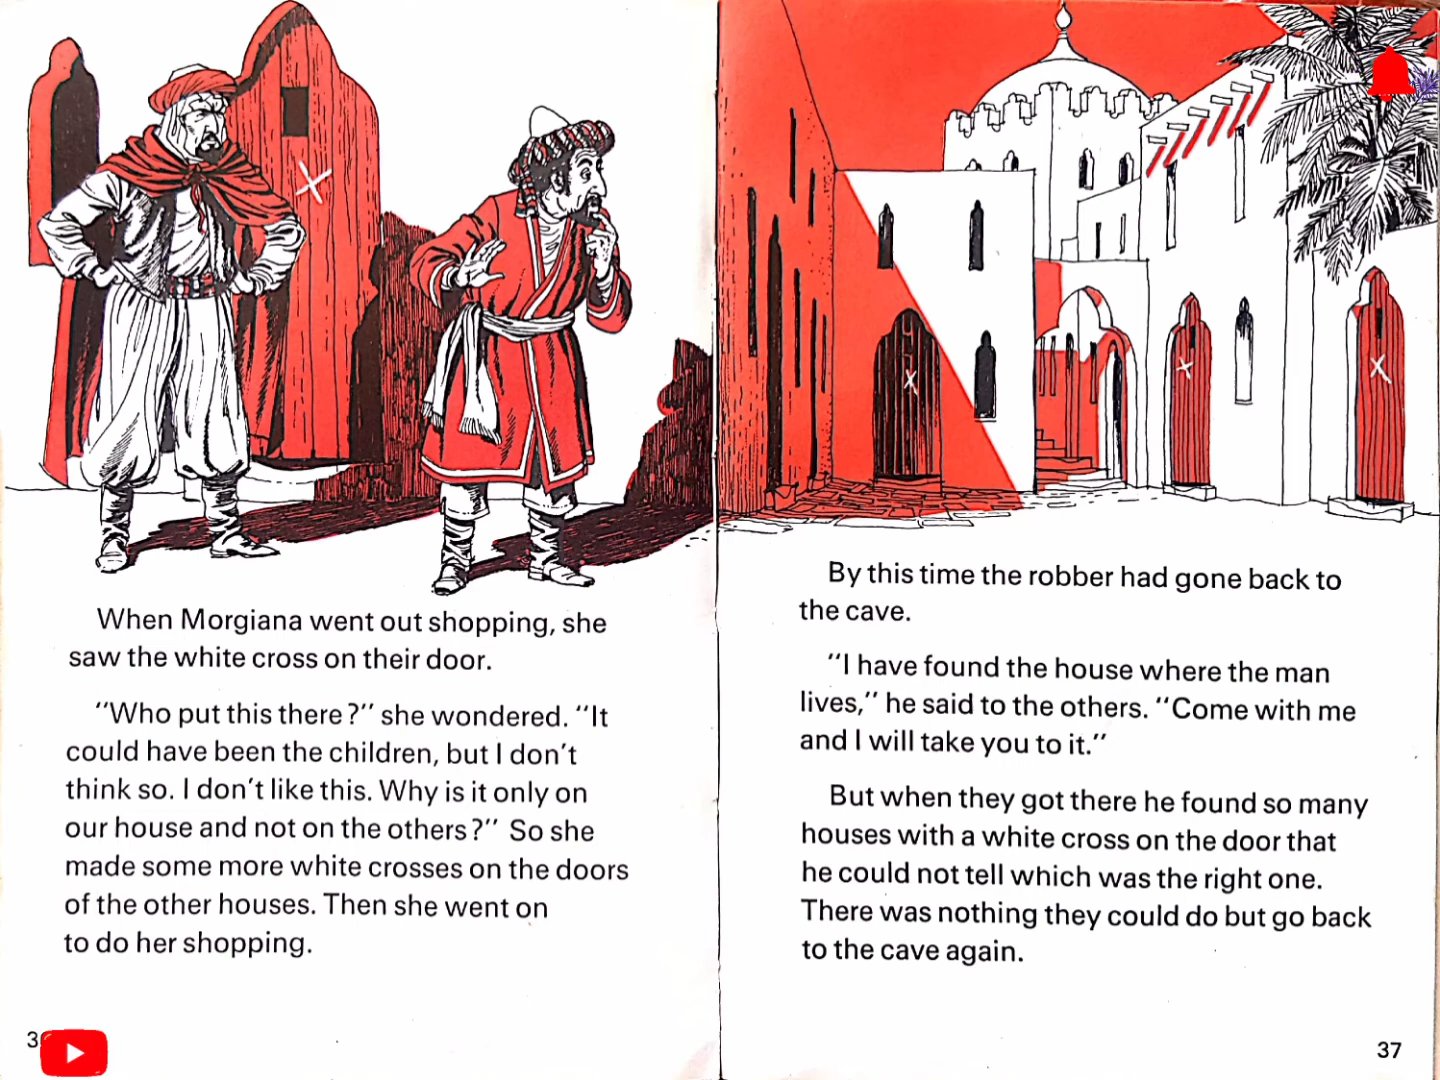 When Morgiana went out shopping, she
saw the white cross on their door.
"Who put this there?" she wondered. "It
could have been the children, but I don't
think so. I don't like this. Why is it only on
our house and not on the others?" So she
made some more white crosses on the doors
of the other houses. Then she went on
to do her shopping.
3
By this time the robber had gone back to
the cave.
"I have found the house where the man
lives," he said to the others. "Come with me
and I will take you to it."
But when they got there he found so many
houses with a white cross on the door that
he could not tell which was the right one.
There was nothing they could do but go back
to the cave again.
37